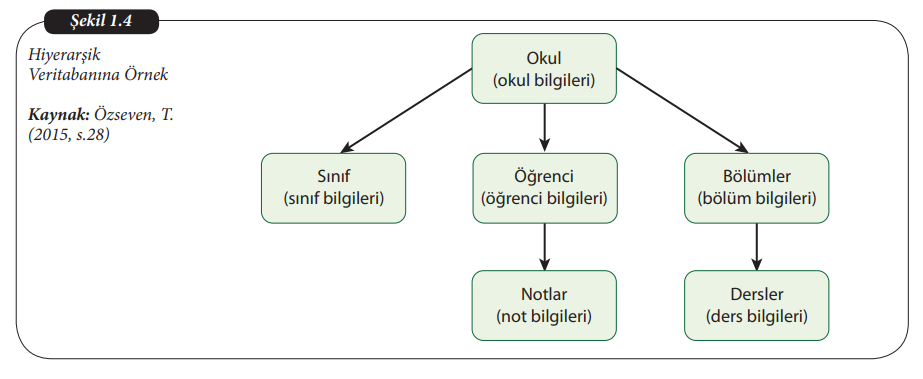 Şekil 1.4
Hiyerarşik
Veritabanına Örnek
Kaynak: Özseven, T.
(2015, s.28)
Okul
(okul bilgileri)
Sınıf
(sınıf bilgileri)
Öğrenci
(öğrenci bilgileri)
Bölümler
(bölüm bilgileri)
Notlar
(not bilgileri)
Dersler
(ders bilgileri)